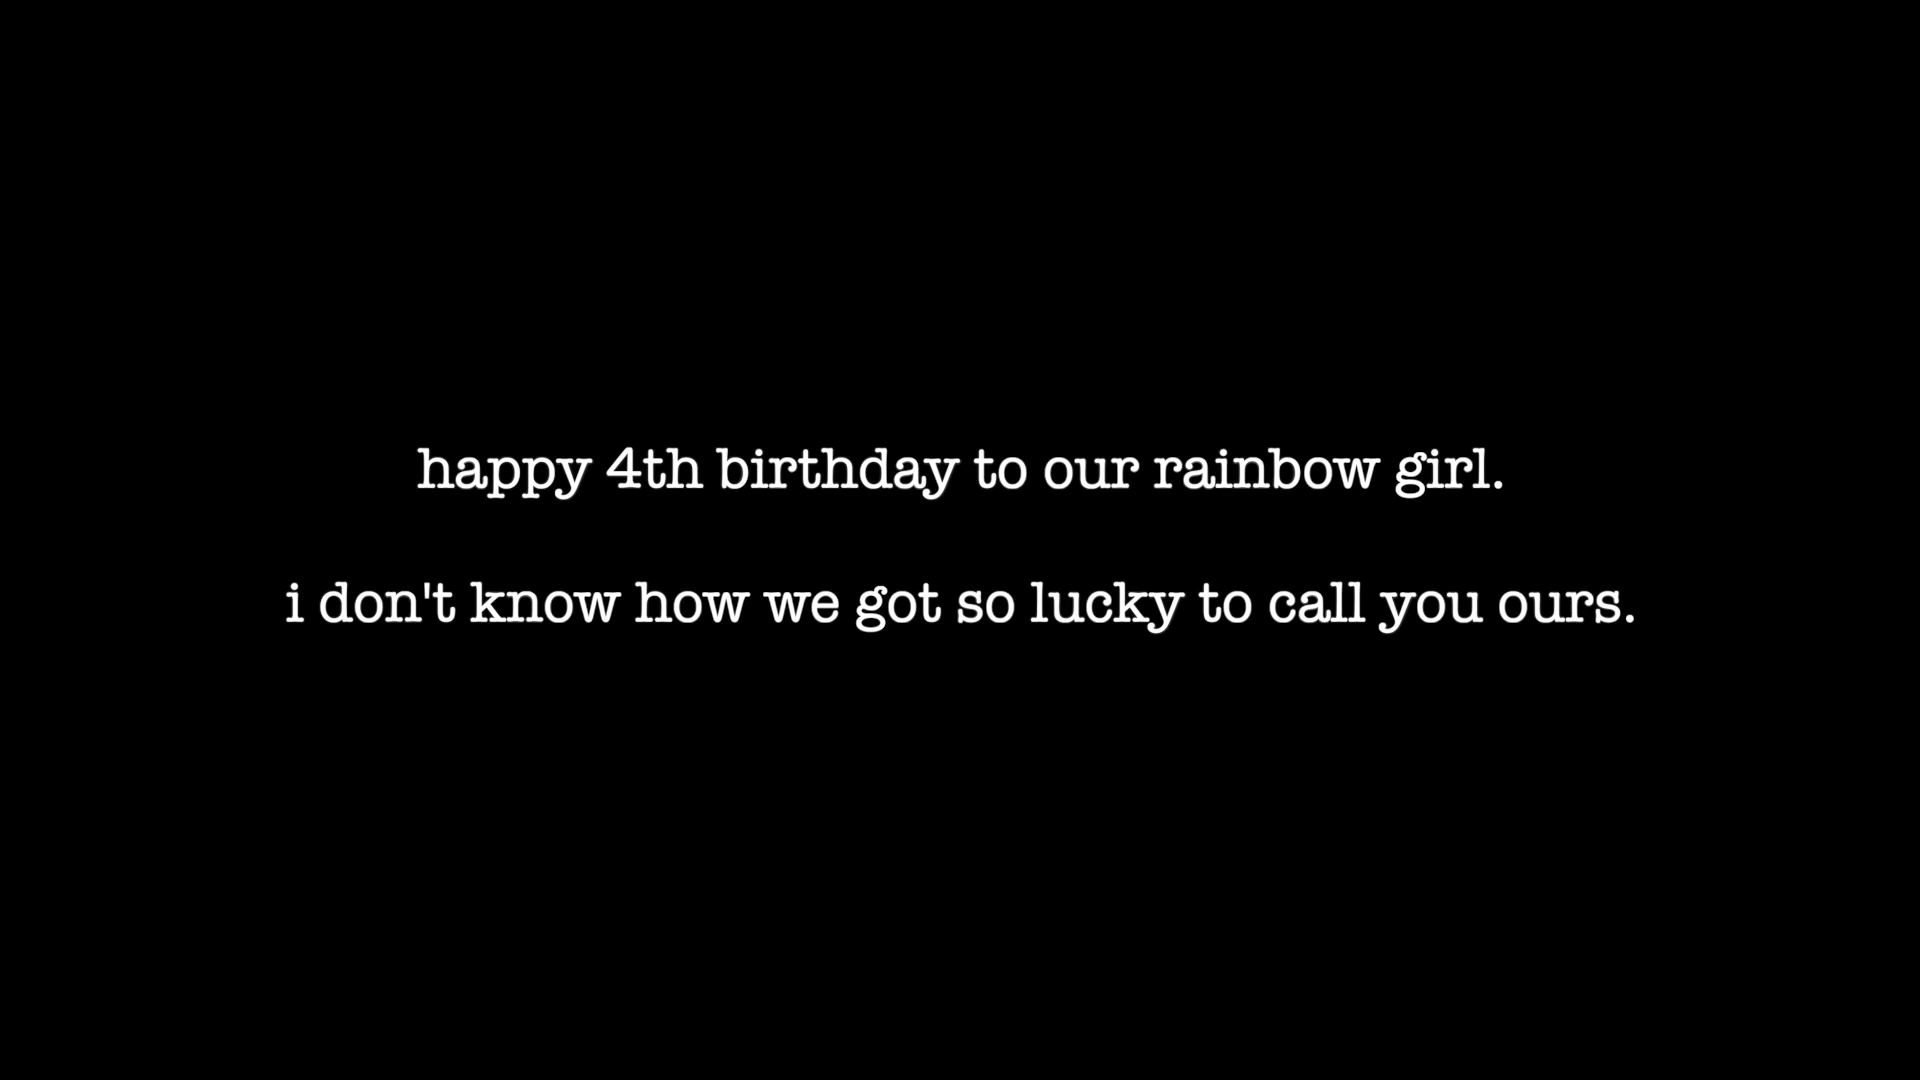 happy 4th birthday to our rainbow girl.
i don't know how we got so lucky to call you ours.